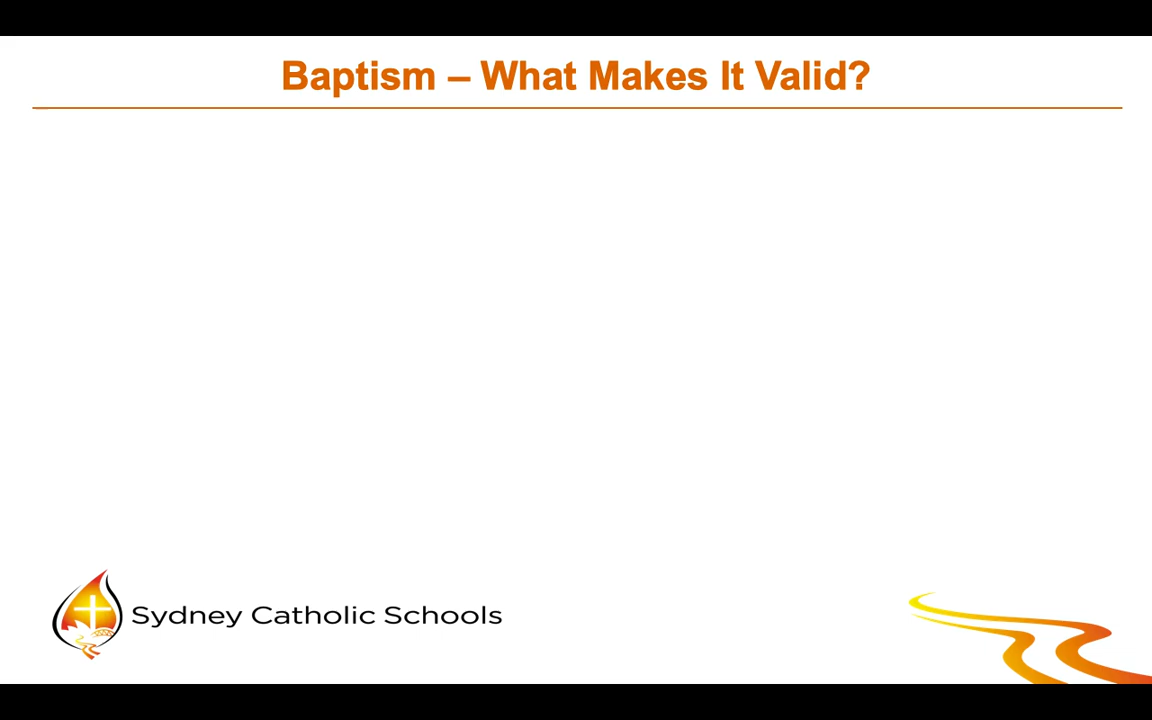 Baptism – What Makes It Valid?
Sydney Catholic Schools